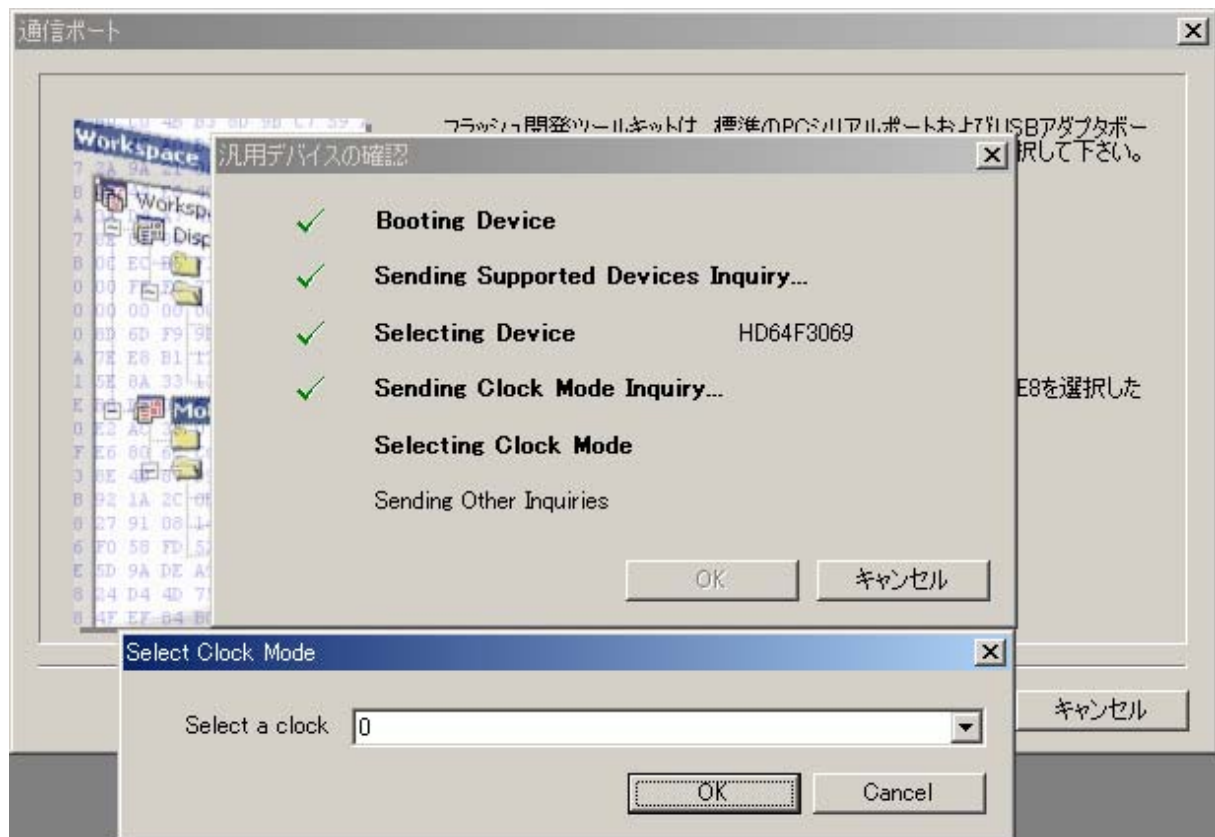 通信ポート
フラッシュ開発ツールキットは、標準のPCシリアルポートおよびUSBアダプタボー
択して下さい。
Workspace
Workspa
Disp
汎用デバイスの確認
Booting Device
Sending Supported Devices Inquiry...
Selecting Device HD64F3069
Sending Clock Mode Inquiry...
E8を選択した
Selecting Clock Mode
Sending Other Inquiries
OK キャンセル
Select Clock Mode
Select a clock 0
キャンセル
OK Cancel